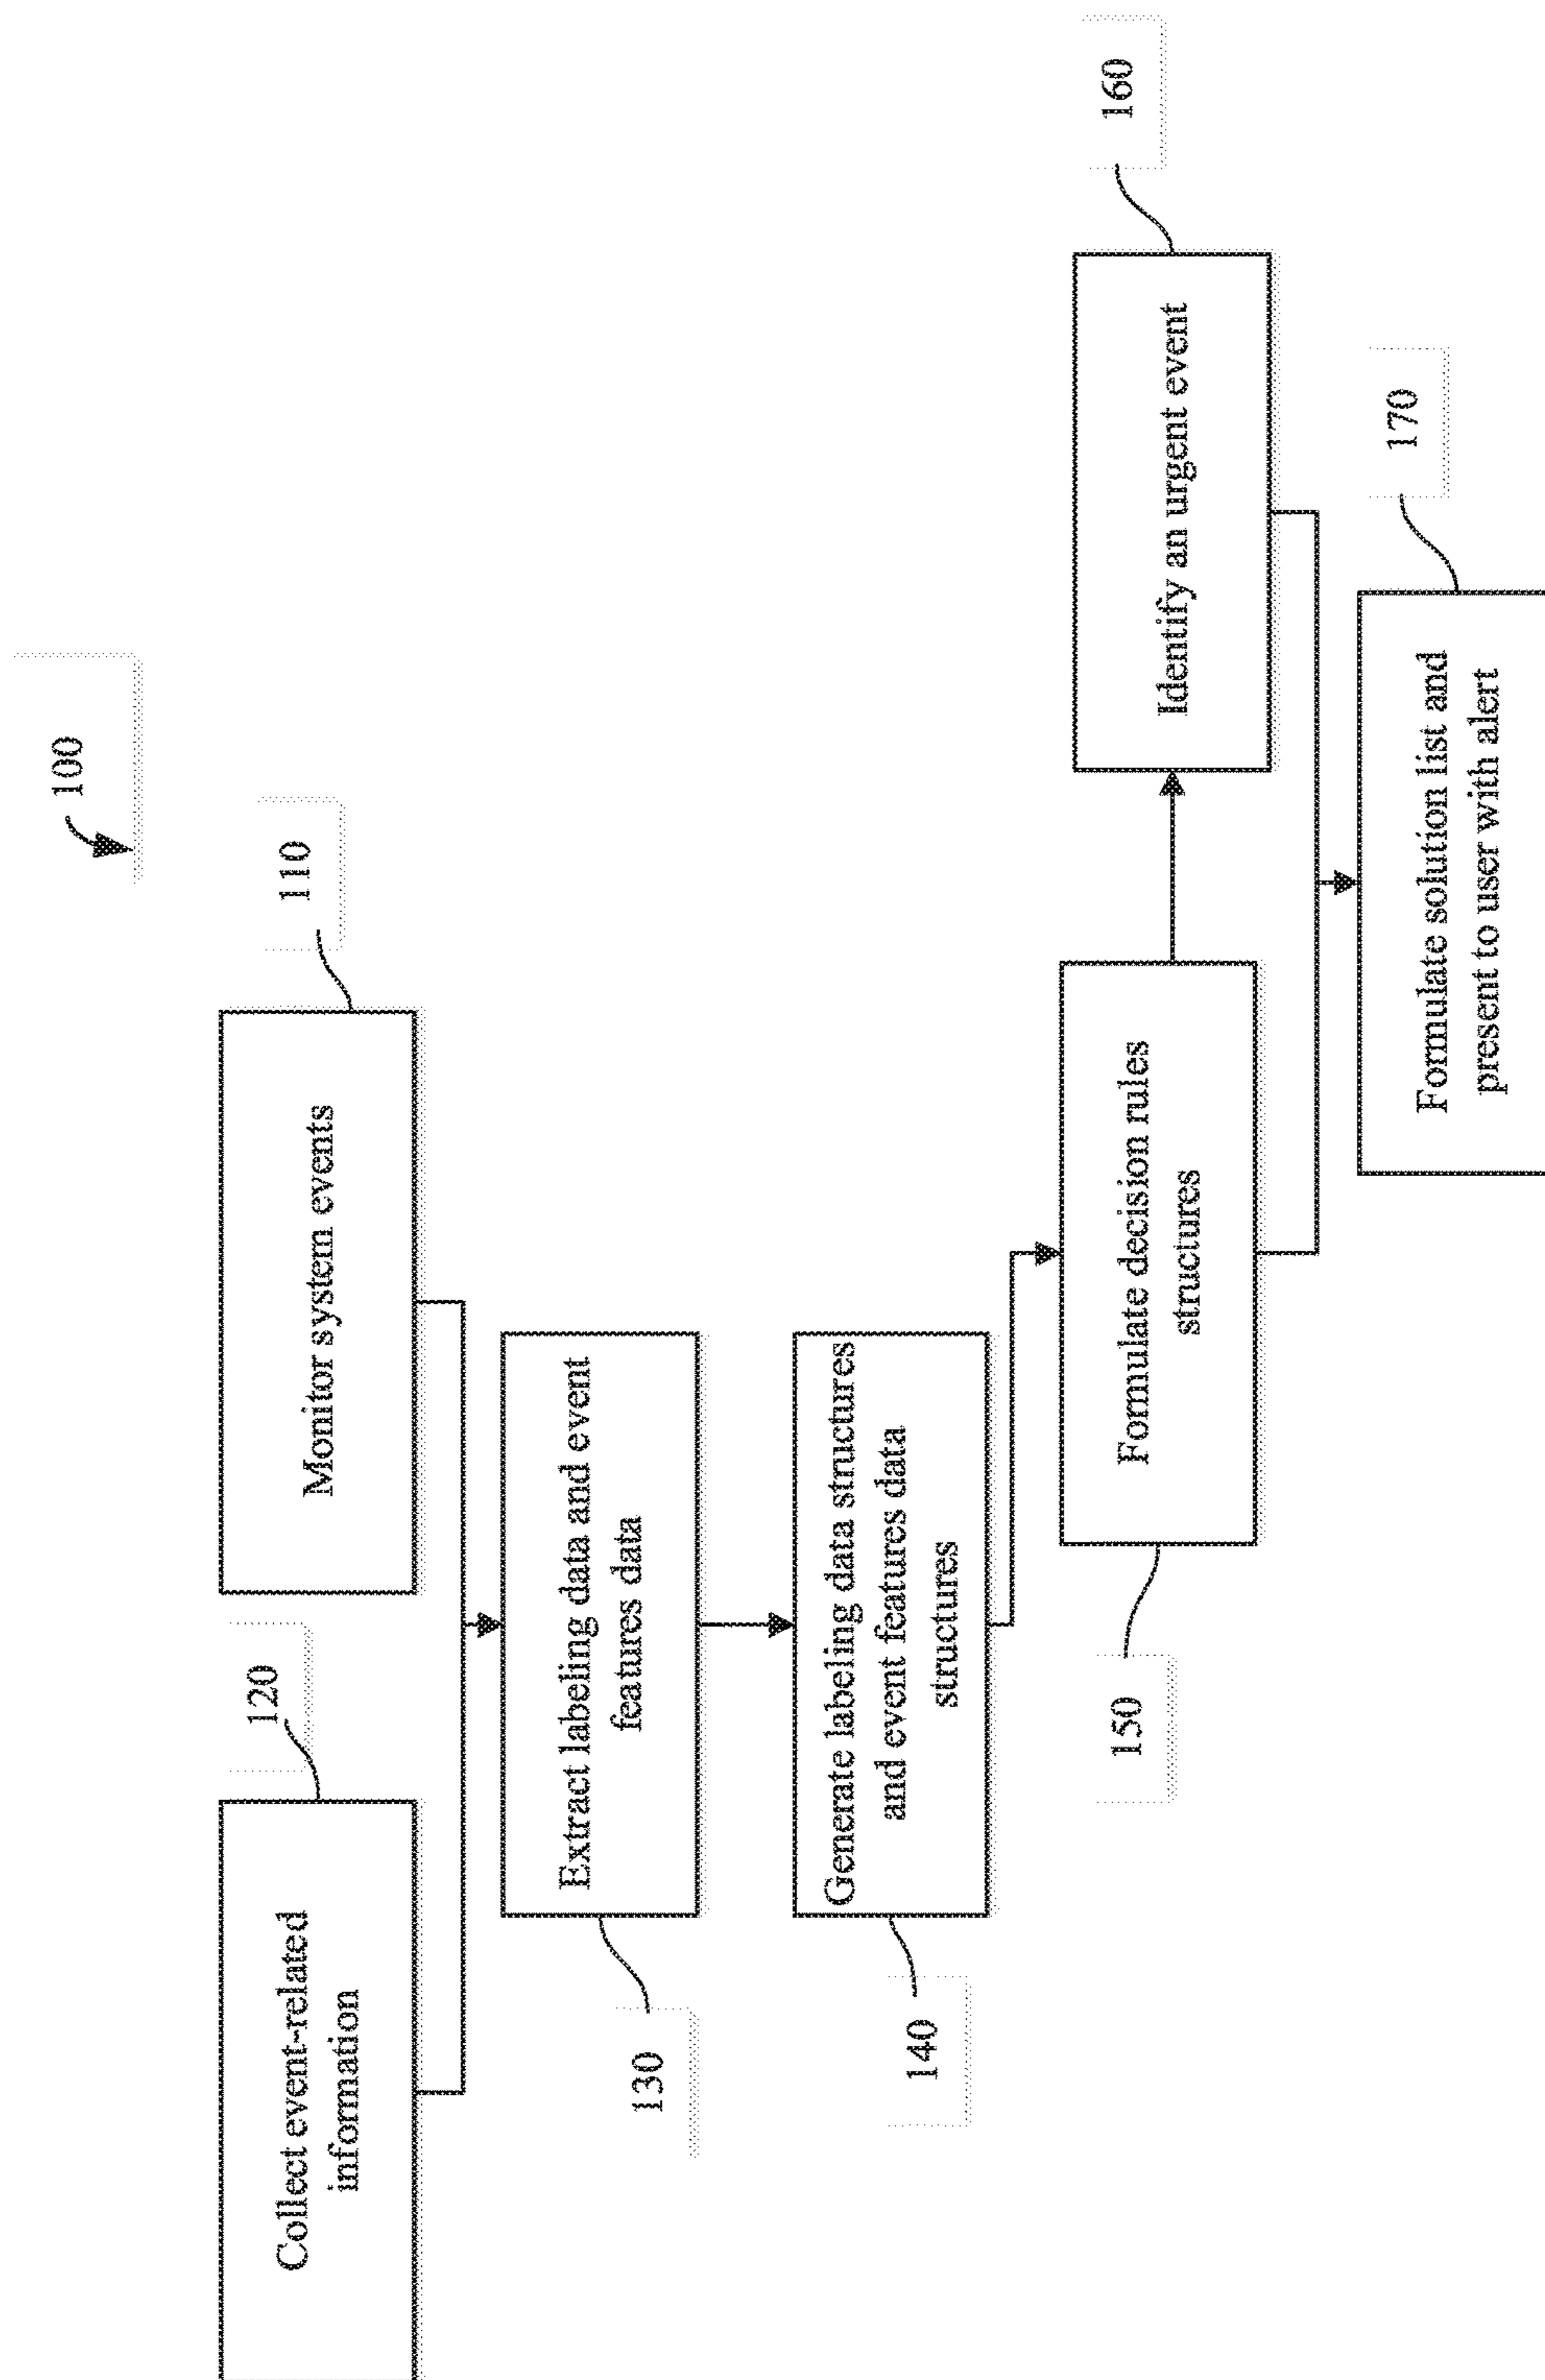 100
110
Monitor system events
120
Collect event-related
information
Extract labeling data and event
features data
130
Generate labeling data structures
and event features data
structures
140
Formulate decision rules
structures
150
160
Identify an urgent event
170
Formulate solution list and
present to user with alert